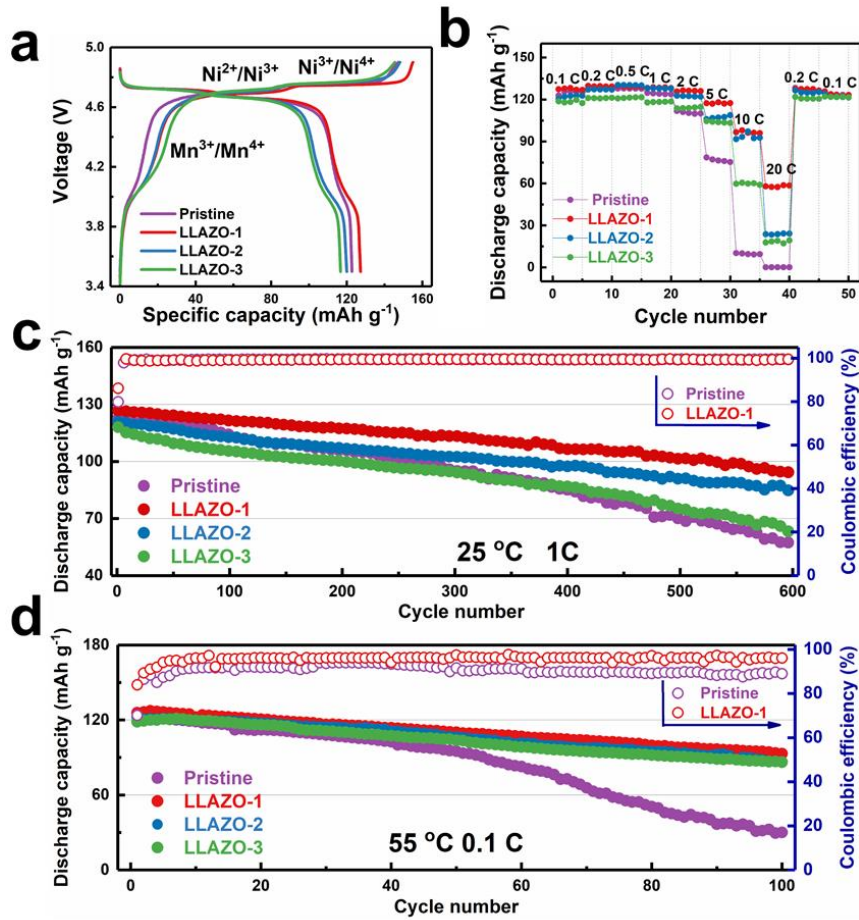 a
5.0
4.6
4.2
3.8
3.4
Voltage (V)
Ni2+/Ni3+
Ni3+/Ni4+
Mn3+/Mn4+
Pristine
LLAZO-1
LLAZO-2
LLAZO-3
0 40 80 120 160
Specific capacity (mAh g-1)
b
150
120
90
60
30
0
Discharge capacity (mAh g-1)
0.1 C 0.2 C 0.5 C 1 C 2 C
5 C
10 C
20 C
0.2 C 0.1 C
Pristine
LLAZO-1
LLAZO-2
LLAZO-3
0 10 20 30 40 50
Cycle number
c
160
130
100
70
40
Discharge capacity (mAh g-1)
Pristine
LLAZO-1
Pristine
LLAZO-1
LLAZO-2
LLAZO-3
25 oC 1C
100
80
60
40
20
0
Coulombic efficiency (%)
0 100 200 300 400 500 600
Cycle number
d
180
120
60
0
Discharge capacity (mAh g-1)
Pristine
LLAZO-1
Pristine
LLAZO-1
LLAZO-2
LLAZO-3
55 oC 0.1 C
100
80
60
40
20
0
Coulombic efficiency (%)
0 20 40 60 80 100
Cycle number